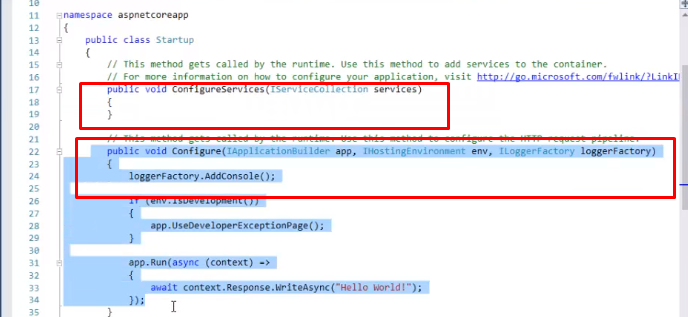 10
11 namespace aspnetcoreapp
12 {
13 public class Startup
14 {
15 // This method gets called by the runtime. Use this method to add services to the container.
16 // For more information on how to configure your application, visit http://go.microsoft.com/fwlink/?LinkI
17 public void ConfigureServices(IServiceCollection services)
18 {
19 }
20
21 // This method gets called by the runtime. Use this method to configure the HTTP request pipeline.
22 public void Configure(IApplicationBuilder app, IHostingEnvironment env, ILoggerFactory loggerFactory)
23 {
24 loggerFactory.AddConsole();
25
26 if (env.IsDevelopment())
27 {
28 app.UseDeveloperExceptionPage();
29 }
30
31 app.Run(async (context) =>
32 {
33 await context.Response.WriteAsync("Hello World!");
34 });
35 }